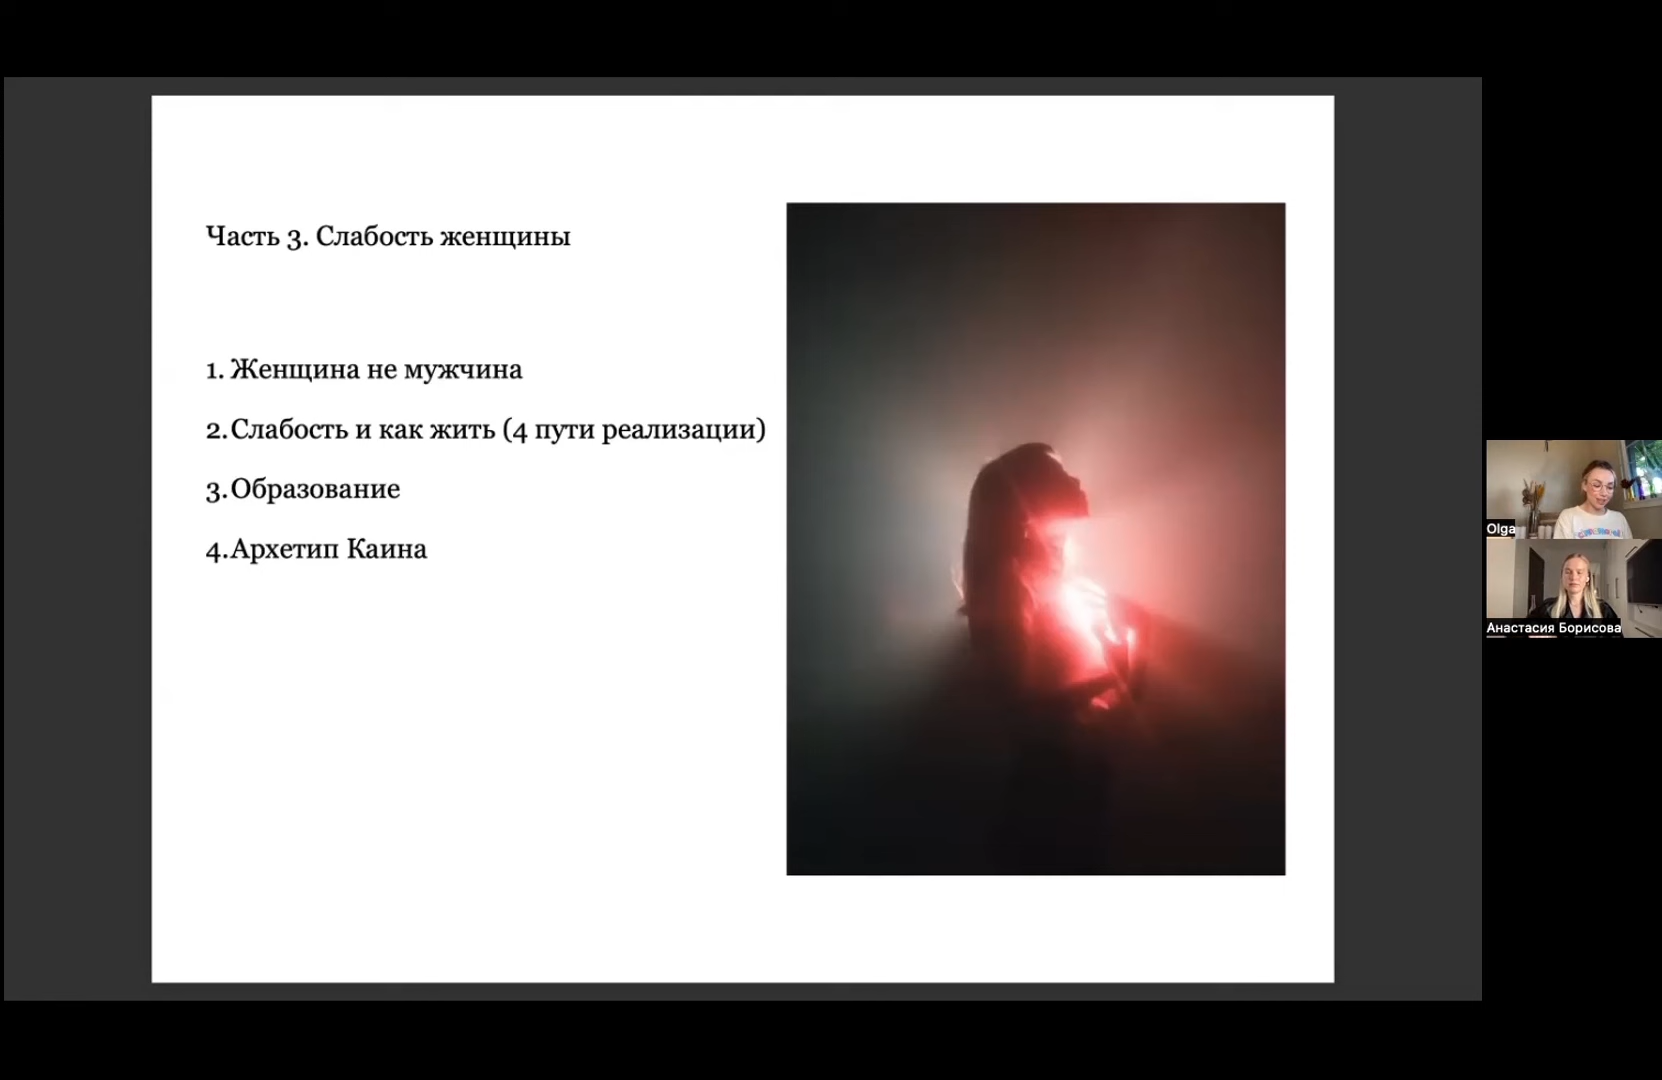 Часть 3. Слабость женщины
1. Женщина не мужчина
2. Слабость и как жить (4 пути реализации)
3. Образование
4. Архетип Каина
Olga
Анастасия Борисова